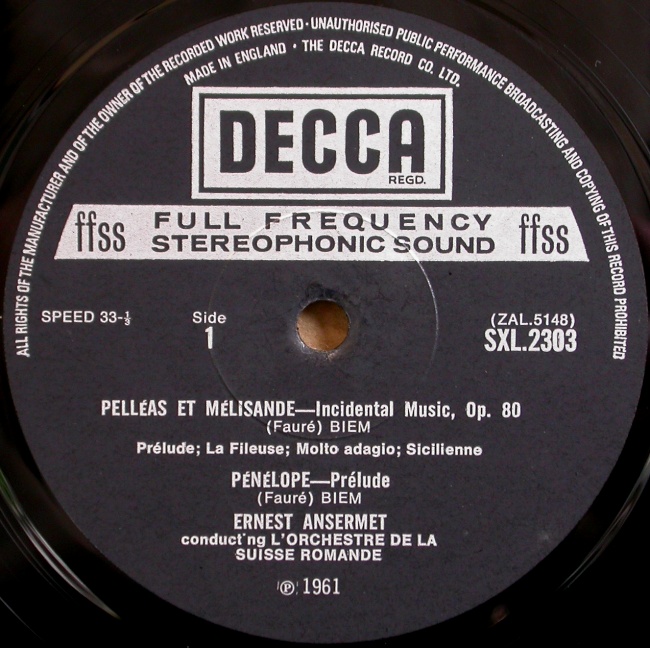 ALL RIGHTS OF THE MANUFACTURER AND OF THE OWNER OF THE RECORDED WORK RESERVED · UNAUTHORISED PUBLIC PERFORMANCE BROADCASTING AND COPYING OF THIS RECORD PROHIBITED
MADE IN ENGLAND · THE DECCA RECORD CO. LTD.
DECCA
REGD.
ffss FULL FREQUENCY ffss
STEREOPHONIC SOUND
SPEED 33-⅓ Side (ZAL.5148)
1 SXL.2303
PELLÉAS ET MÉLISANDE—Incidental Music, Op. 80
(Fauré) BIEM
Prélude; La Fileuse; Molto adagio; Sicilienne
PÉNÉLOPE—Prélude
(Fauré) BIEM
ERNEST ANSERMET
conduct'ng L'ORCHESTRE DE LA
SUISSE ROMANDE
℗ 1961